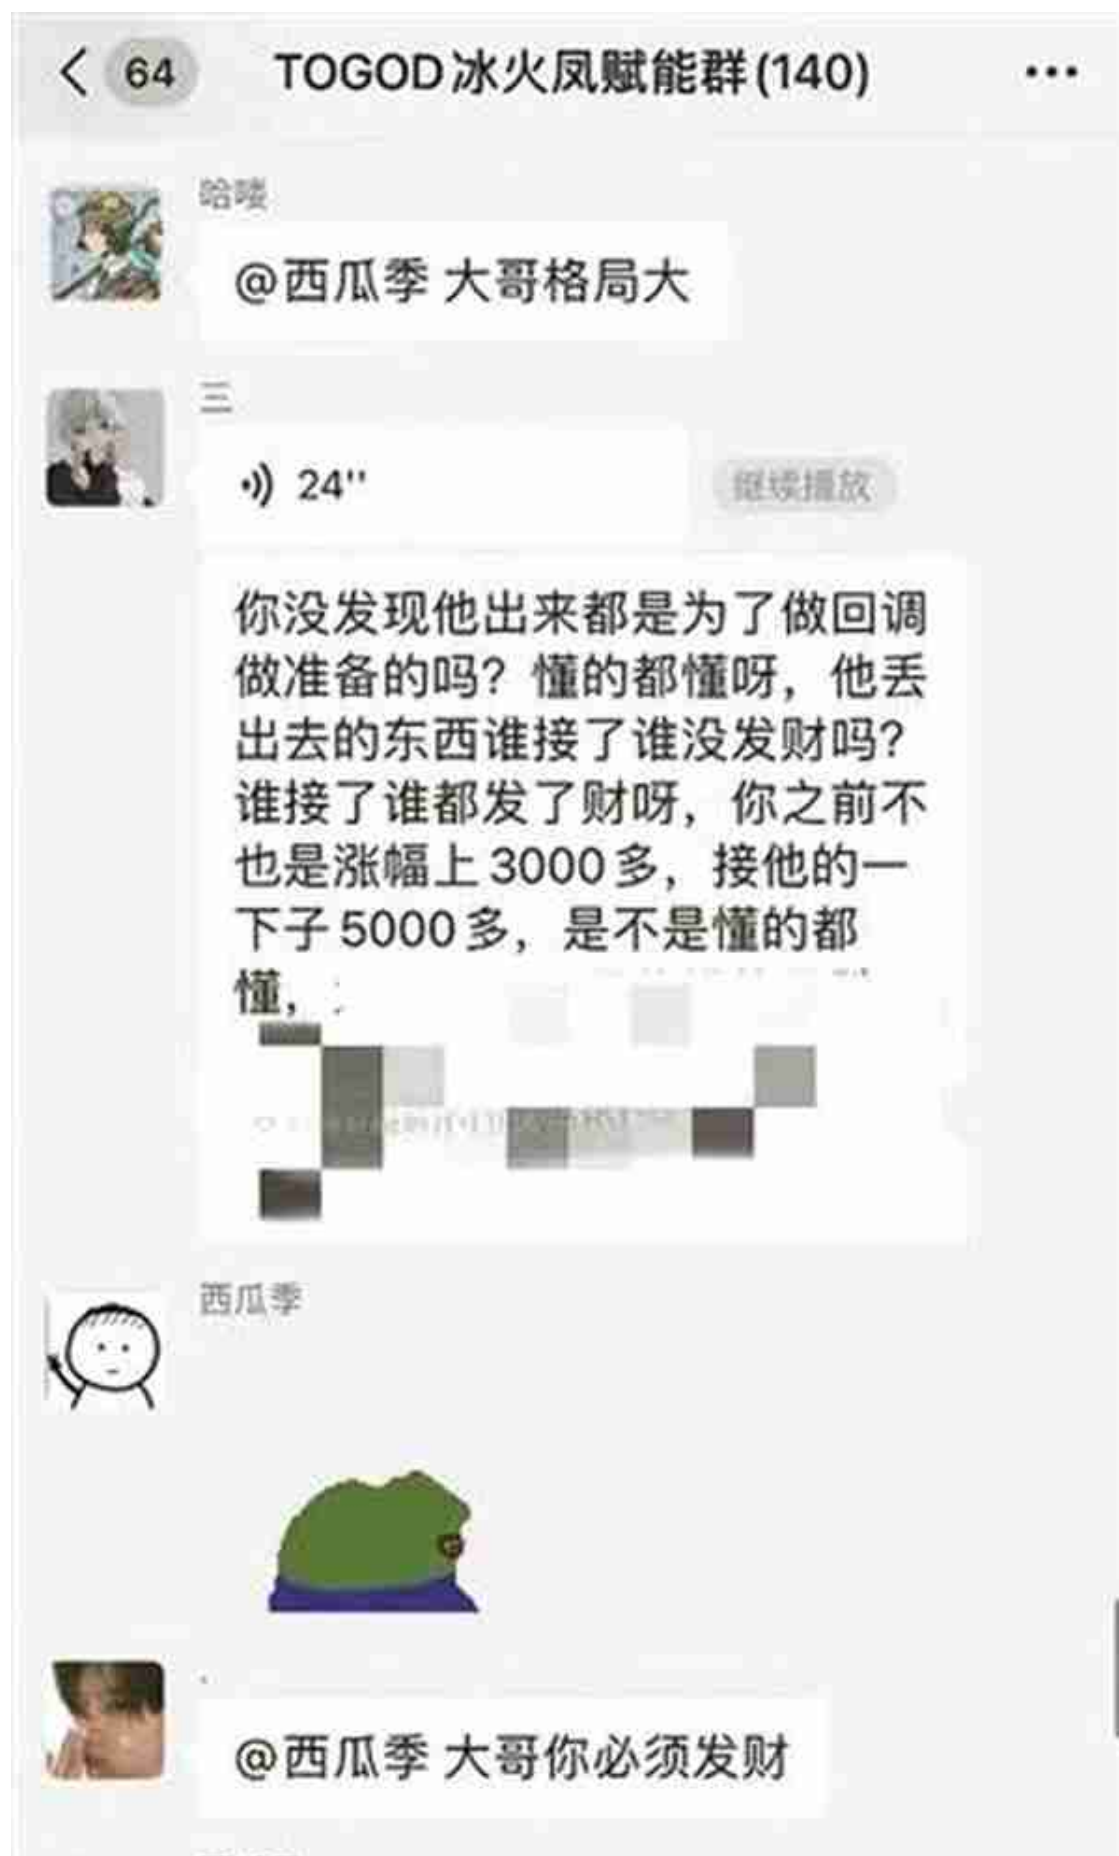 64
TOGOD冰火凤赋能群(140)
哈喽
@西瓜季 大哥格局大
三
24''
继续播放
你没发现他出来都是为了做回调
做准备的吗？懂的都懂呀，他丢
出去的东西谁接了谁没发财吗？
谁接了谁都发了财呀，你之前不
也是涨幅上3000多，接他的一
下子5000多，是不是懂的都
懂，
西瓜季
@西瓜季 大哥你必须发财